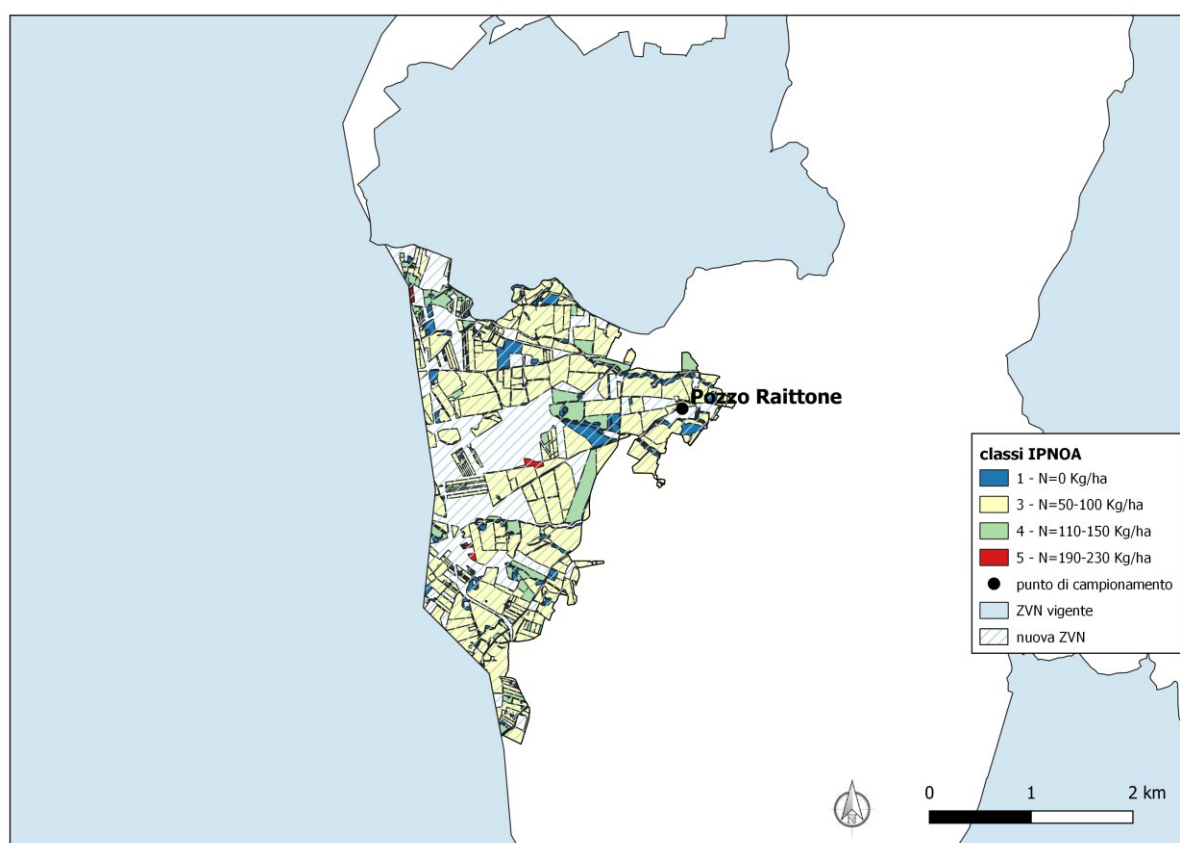 Pozzo Raittone
classi IPNOA
1 - N=0 Kg/ha
3 - N=50-100 Kg/ha
4 - N=110-150 Kg/ha
5 - N=190-230 Kg/ha
punto di campionamento
ZVN vigente
nuova ZVN
N
0 1 2 km